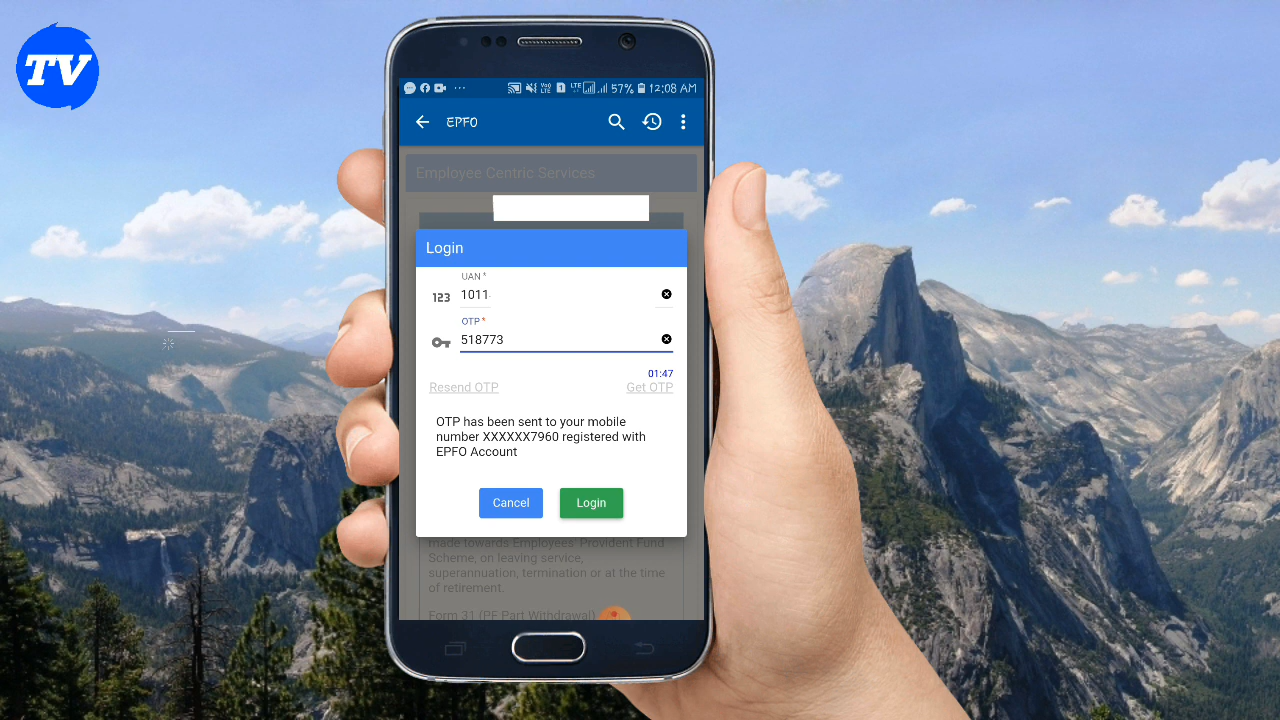 TV
57% 12:08 AM
EPFO
Employee Centric Services
Login
UAN *
123 1011
OTP *
518773
01:47
Resend OTP Get OTP
OTP has been sent to your mobile
number XXXXXX7960 registered with
EPFO Account
Cancel Login
made towards Employees' Provident Fund
Scheme, on leaving service,
superannuation, termination or at the time
of retirement.
Form 31 (PF Part Withdrawal)